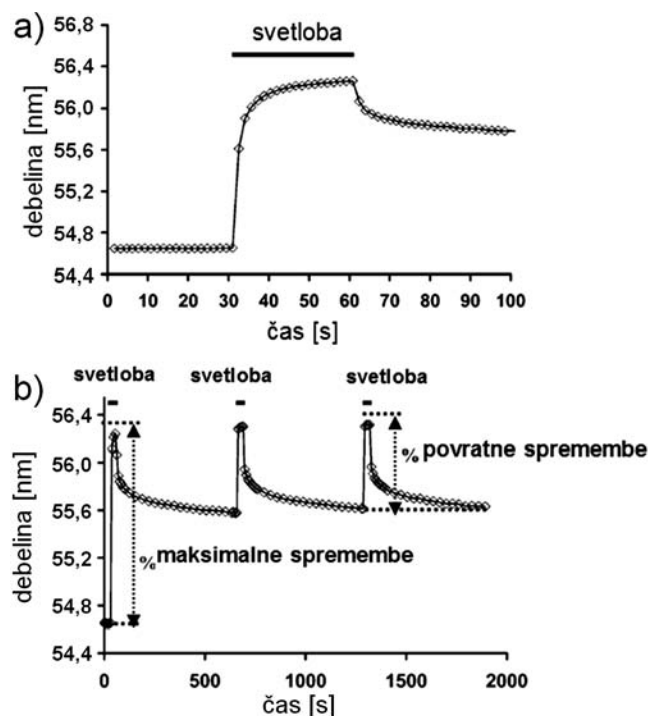 a)
svetloba
56,8
56,4
56,0
55,6
55,2
54,8
54,4
debelina [nm]
0 10 20 30 40 50 60 70 80 90 100
čas [s]
b)
svetloba svetloba svetloba
56,4
56,0
55,6
55,2
54,8
54,4
debelina [nm]
% povratne spremembe
% maksimalne spremembe
0 500 1000 1500 2000
čas [s]